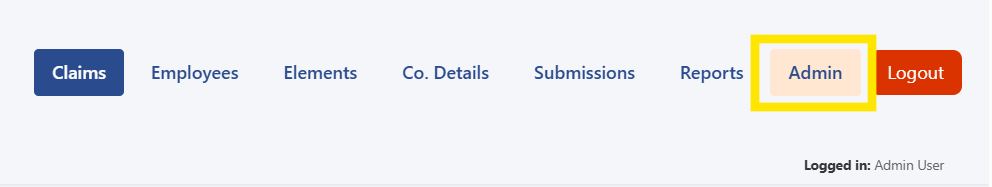 Claims Employees Elements Co. Details Submissions Reports Admin Logout
Logged in: Admin User